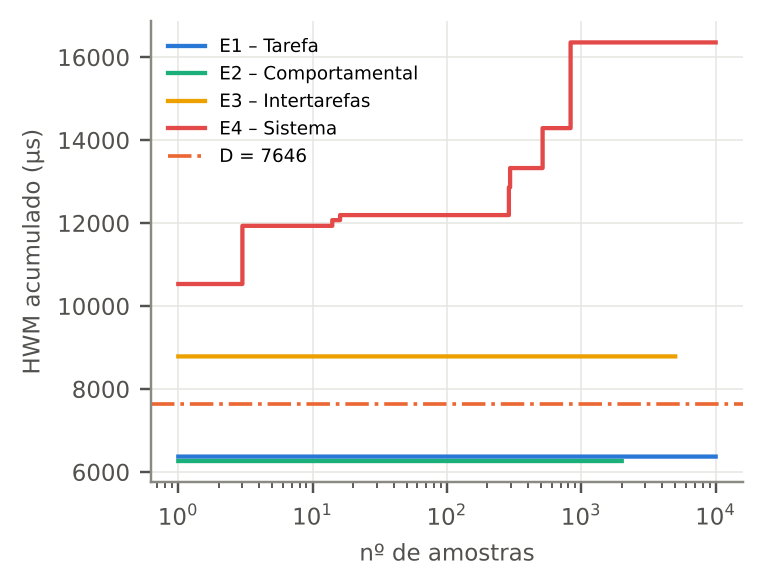 HWM acumulado (µs)
16000
14000
12000
10000
8000
6000
E1 – Tarefa
E2 – Comportamental
E3 – Intertarefas
E4 – Sistema
D = 7646
10⁰ 10¹ 10² 10³ 10⁴
nº de amostras